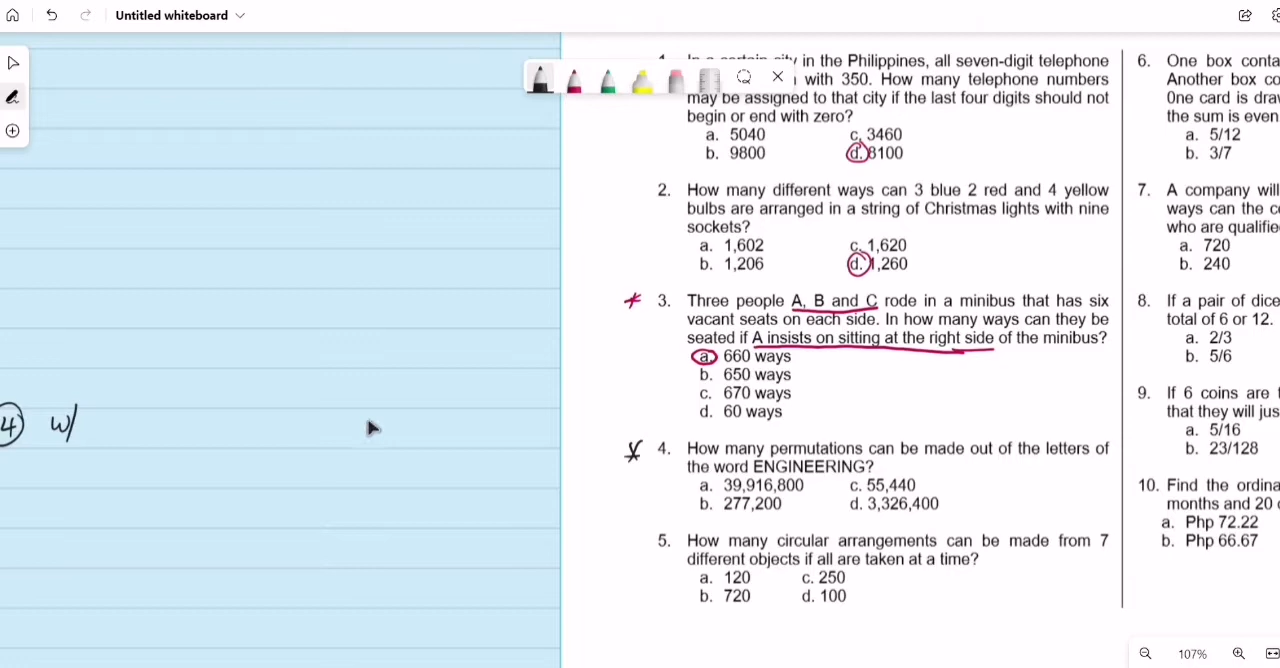 Untitled whiteboard
④ w/
in the Philippines, all seven-digit telephone
with 350. How many telephone numbers
may be assigned to that city if the last four digits should not
begin or end with zero?
a. 5040 c. 3460
b. 9800 d. 8100
2. How many different ways can 3 blue 2 red and 4 yellow
bulbs are arranged in a string of Christmas lights with nine
sockets?
a. 1,602 c. 1,620
b. 1,206 d. 1,260
3. Three people A, B and C rode in a minibus that has six
vacant seats on each side. In how many ways can they be
seated if A insists on sitting at the right side of the minibus?
a. 660 ways
b. 650 ways
c. 670 ways
d. 60 ways
4. How many permutations can be made out of the letters of
the word ENGINEERING?
a. 39,916,800 c. 55,440
b. 277,200 d. 3,326,400
5. How many circular arrangements can be made from 7
different objects if all are taken at a time?
a. 120 c. 250
b. 720 d. 100
6. One box conta
Another box co
One card is dra
the sum is even
a. 5/12
b. 3/7
7. A company will
ways can the c
who are qualifie
a. 720
b. 240
8. If a pair of dice
total of 6 or 12.
a. 2/3
b. 5/6
9. If 6 coins are
that they will jus
a. 5/16
b. 23/128
10. Find the ordina
months and 20
a. Php 72.22
b. Php 66.67
107%